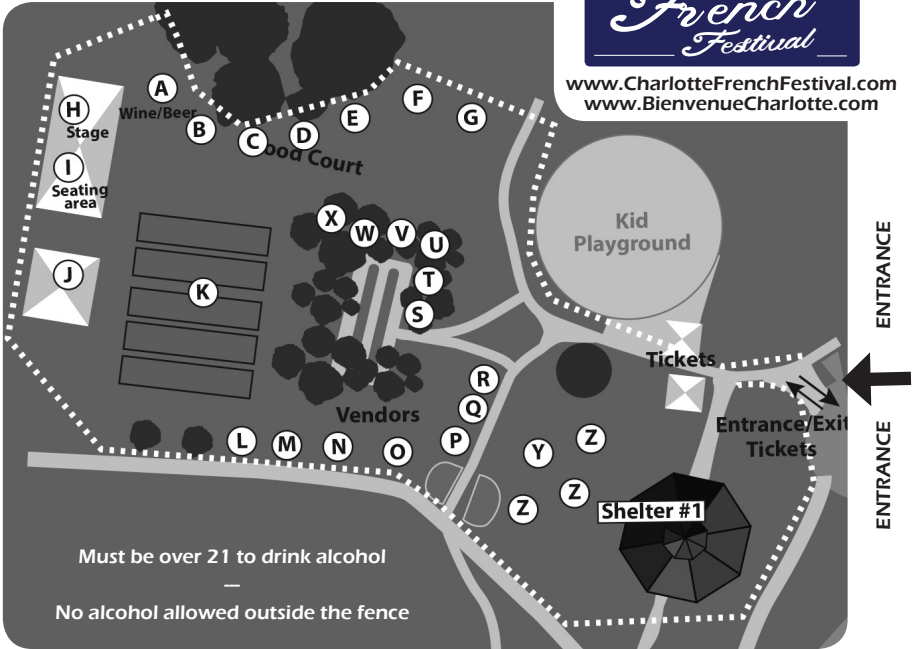 French
Festival
www.CharlotteFrenchFestival.com
www.BienvenueCharlotte.com
A
Wine/Beer
H
Stage
B
C
D
E
F
G
ood Court
I
Seating
area
J
K
X
W
V
U
T
S
Kid
Playground
ENTRANCE
Tickets
R
Q
P
Vendors
L
M
N
O
Y
Z
Z
Z
Entrance/Exit
Tickets
ENTRANCE
Shelter #1
Must be over 21 to drink alcohol
---
No alcohol allowed outside the fence